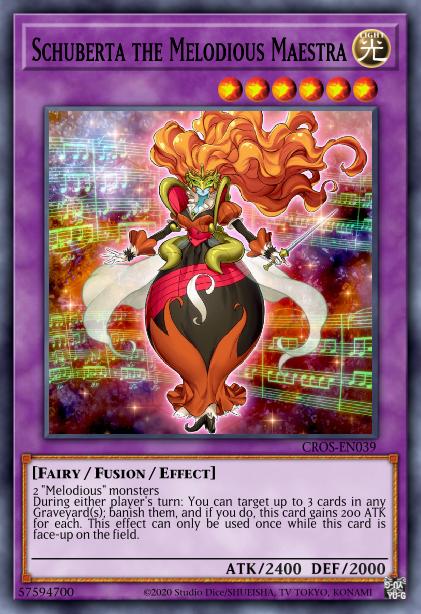 Schuberta the Melodious Maestra
LIGHT
光
CROS-EN039
[Fairy / Fusion / Effect]
2 "Melodious" monsters
During either player's turn: You can target up to 3 cards in any
Graveyard(s); banish them, and if you do, this card gains 200 ATK
for each. This effect can only be used once while this card is
face-up on the field.
ATK/2400 DEF/2000
57594700
©2020 Studio Dice/SHUEISHA, TV TOKYO, KONAMI